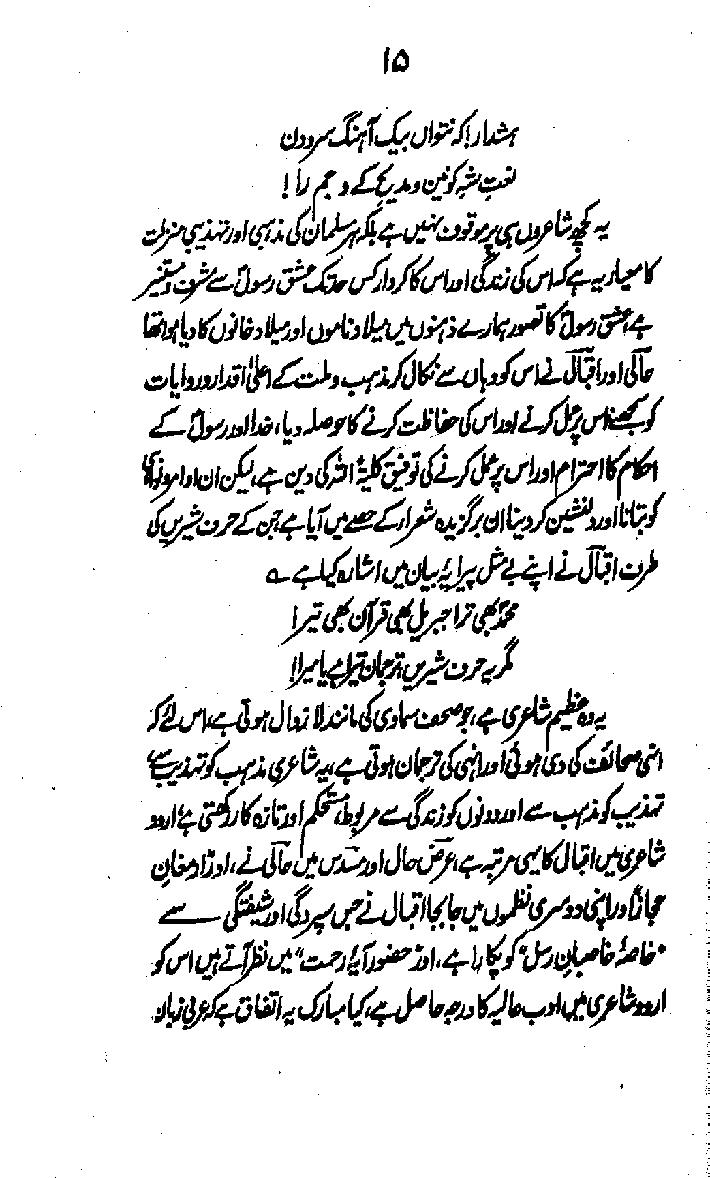 ۱۵
ہشدار! کہ نتواں بیک آہنگ سرودن
نعتِ شہِ کونین و مدیحِ کے و جم را!
یہ کچھ شاعروں ہی پر موقوف نہیں ہے بلکہ ہر مسلمان کی مذہبی اور تہذیبی منزلت
کا معیار یہ ہے کہ اس کی زندگی اور اس کا کردار کس حد تک عشق رسولؐ سے مشرف و مستنیر
ہے، عشق رسولؐ کا تصور ہمارے ذہنوں میں میلاد ناموں اور میلاد خانوں کا دیا ہوا تھا
حالیؔ اور اقبالؔ نے اس کو وہاں سے نکال کر مذہب و ملت کے اعلیٰ اقدار و روایات
کو سمجھنے اس پر عمل کرنے اور اس کی حفاظت کرنے کا حوصلہ دیا، خدا اور رسولؐ کے
احکام کا احترام اور اس پر عمل کرنے کی توفیق کلیۃً اللہ کی دین ہے، لیکن ان اوامر و نواہی
کو بتانا اور دلنشین کر دینا ان برگزیدہ شعراء کے حصے میں آیا ہے، جن کے حرف شیریں کی
طرف اقبالؔ نے اپنے بے مثل پیرایۂ بیان میں اشارہ کیا ہے ؎
محمدؐ بھی ترا جبریل بھی قرآن بھی تیرا
مگر یہ حرف شیریں ترجمان تیرا ہے یا میرا!
یہ وہ عظیم شاعری ہے، جو صحف سماوی کی مانند لازوال ہوتی ہے، اس لئے کہ
انہی صحائف کی دی ہوئی اور انہی کی ترجمان ہوتی ہے، یہ شاعری مذہب کو تہذیب سے
تہذیب کو مذہب سے اور دونوں کو زندگی سے مربوط، مستحکم اور تازہ کار رکھتی ہے، اردو
شاعری میں اقبال کا یہی مرتبہ ہے، عرض حال اور مسدس میں حالیؔ نے، اور ارمغانِ
حجاز اور اپنی دوسری نظموں میں جابجا اقبال نے جس سپردگی اور شیفتگی سے
"خاصۂ خاصانِ رسل" کو پکارا ہے، اور "حضور آیۂ رحمت" میں نظر آتے ہیں اس کو
اردو شاعری میں ادب عالیہ کا درجہ حاصل ہے، کیا مبارک یہ اتفاق ہے کہ عربی زبان